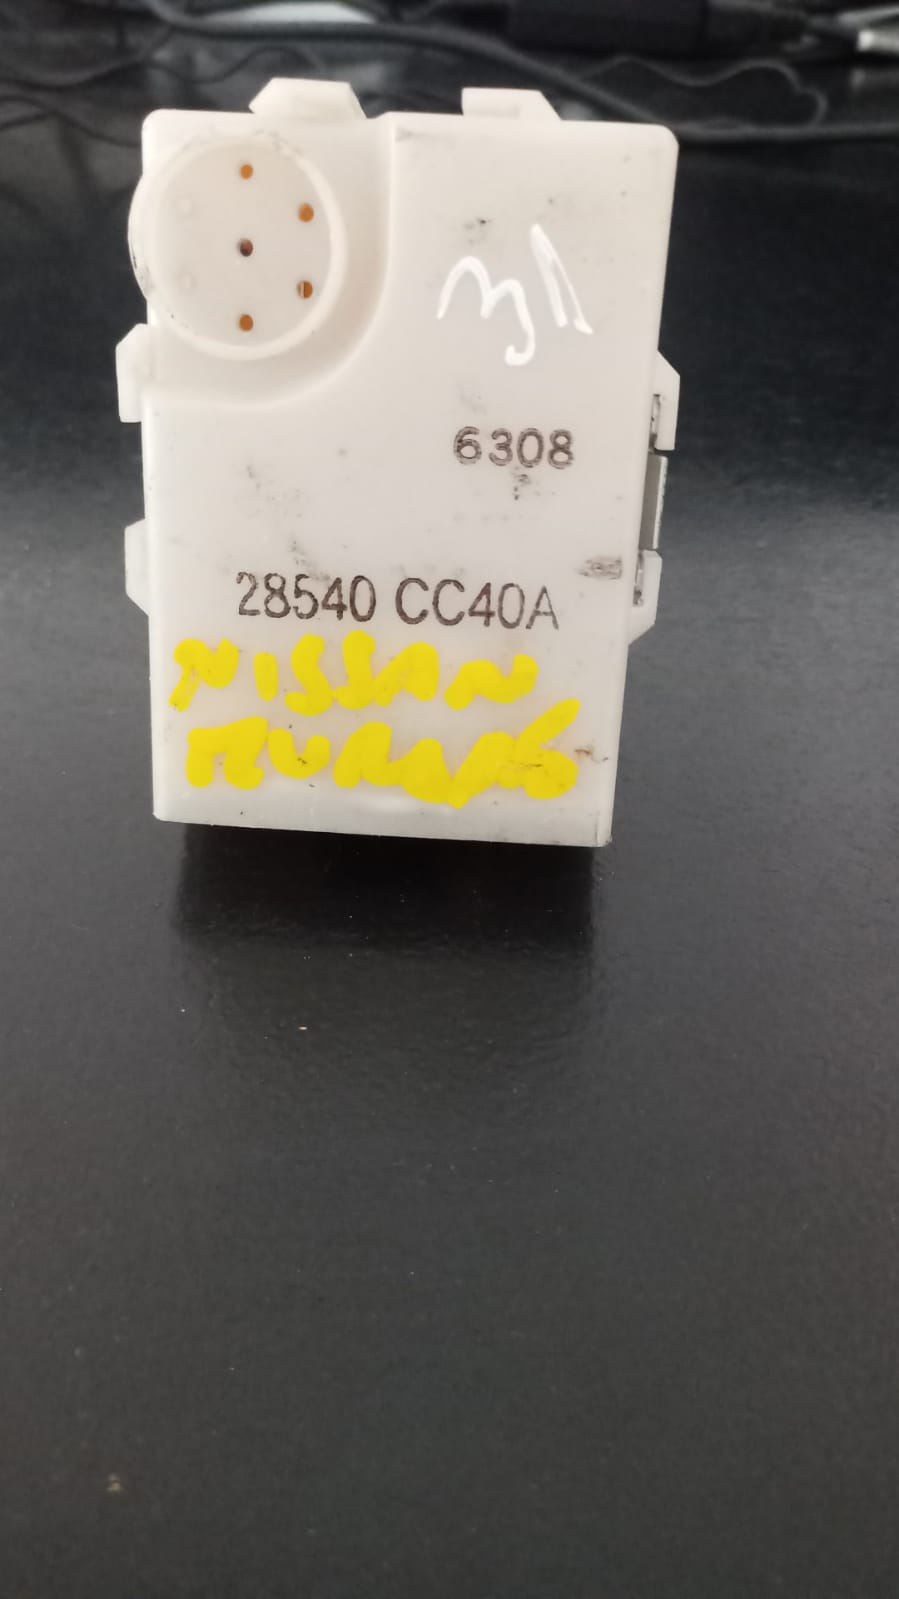 6308
28540 CC40A
NISSAN
MURANO